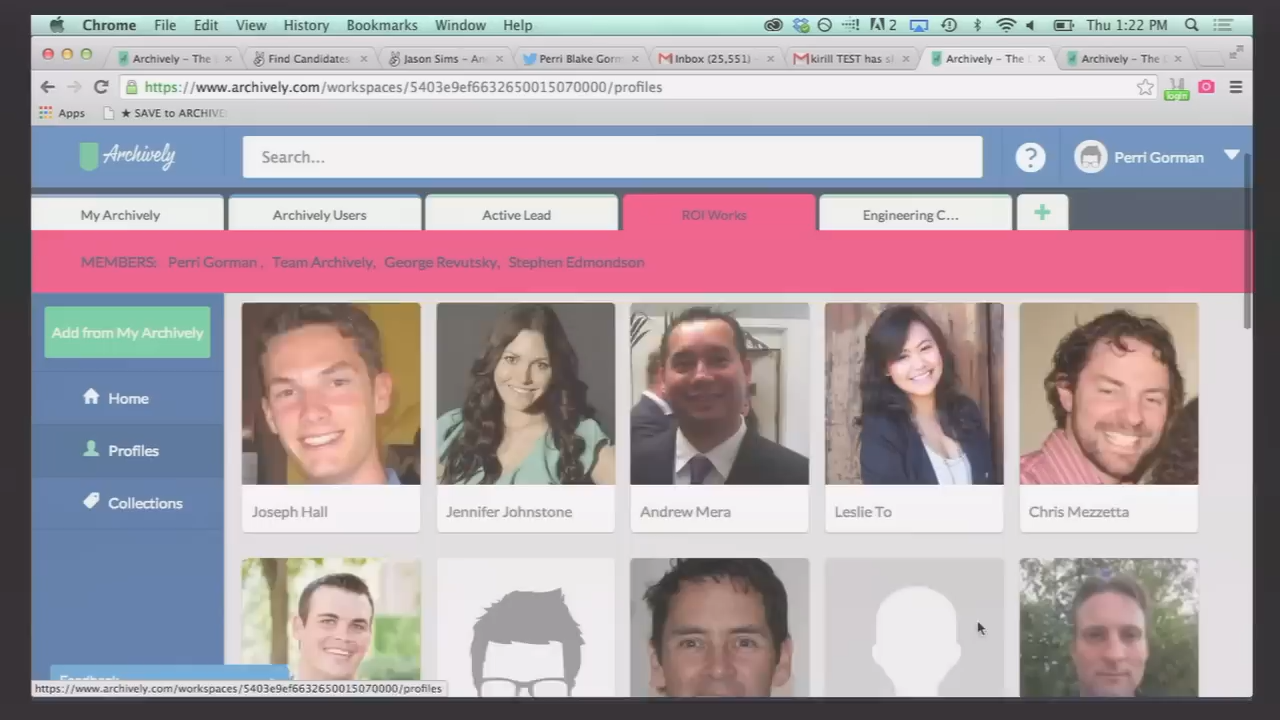 Chrome File Edit View History Bookmarks Window Help 2 Thu 1:22 PM
Archively - The Find Candidates Jason Sims - An Perri Blake Gorm Inbox (25,551) - kirill TEST has s Archively - The Archively - The
https://www.archively.com/workspaces/5403e9ef6632650015070000/profiles login
Apps ★ SAVE to ARCHIVE
Archively Search... ? Perri Gorman
My Archively Archively Users Active Lead ROI Works Engineering C... +
MEMBERS: Perri Gorman , Team Archively, George Revutsky, Stephen Edmondson
Add from My Archively
Home
Profiles
Collections
Joseph Hall Jennifer Johnstone Andrew Mera Leslie To Chris Mezzetta
Feedback
https://www.archively.com/workspaces/5403e9ef6632650015070000/profiles